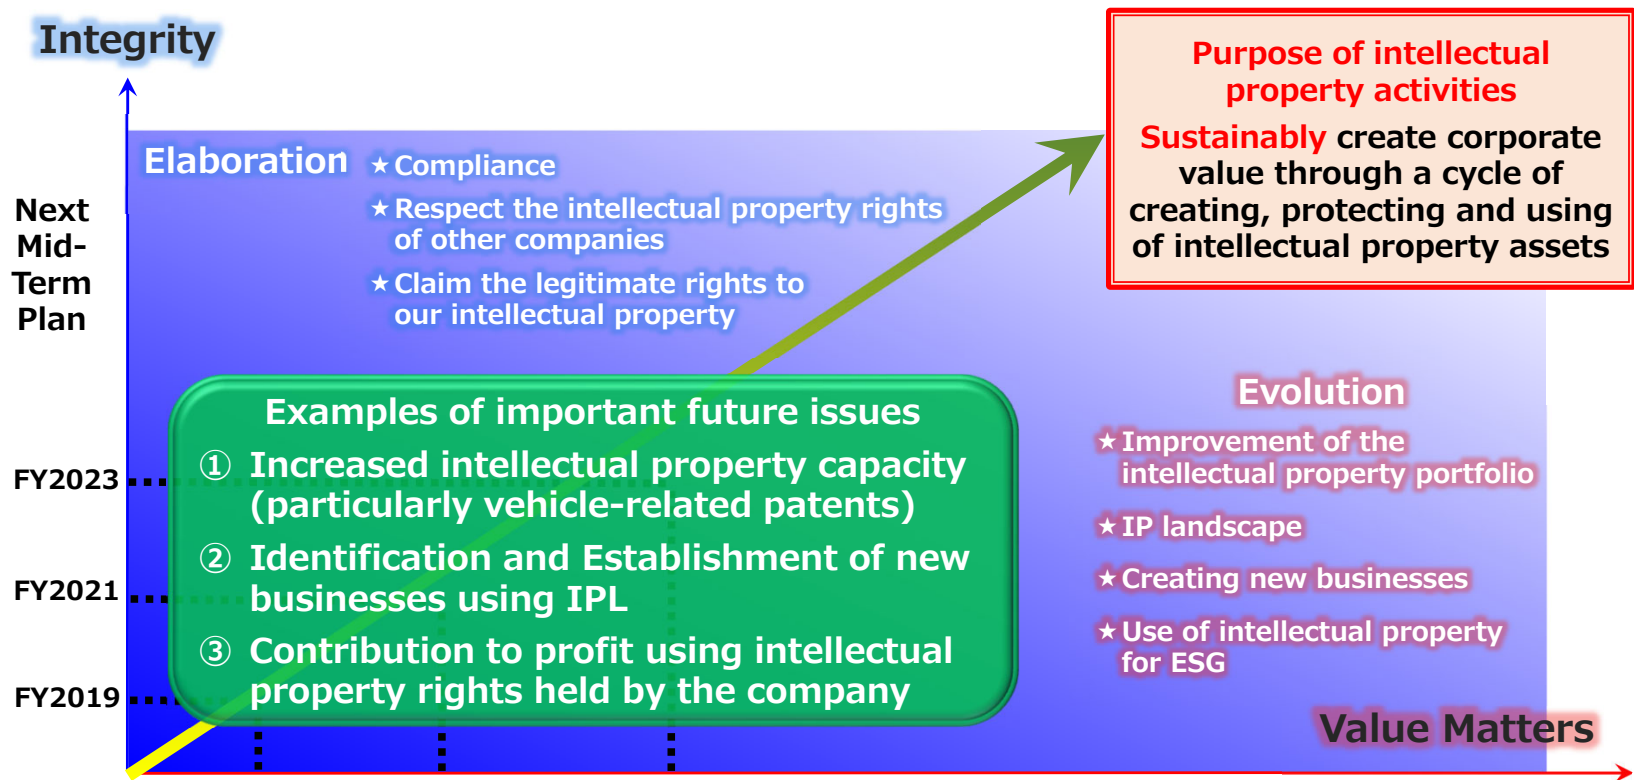 Integrity
Purpose of intellectual
property activities
Sustainably create corporate
value through a cycle of
creating, protecting and using
of intellectual property assets
Elaboration
★Compliance
★Respect the intellectual property rights
of other companies
★Claim the legitimate rights to
our intellectual property
Next
Mid-
Term
Plan
Examples of important future issues
① Increased intellectual property capacity
(particularly vehicle-related patents)
② Identification and Establishment of new
businesses using IPL
③ Contribution to profit using intellectual
property rights held by the company
Evolution
★Improvement of the
intellectual property portfolio
★IP landscape
★Creating new businesses
★Use of intellectual property
for ESG
FY2023
FY2021
FY2019
Value Matters